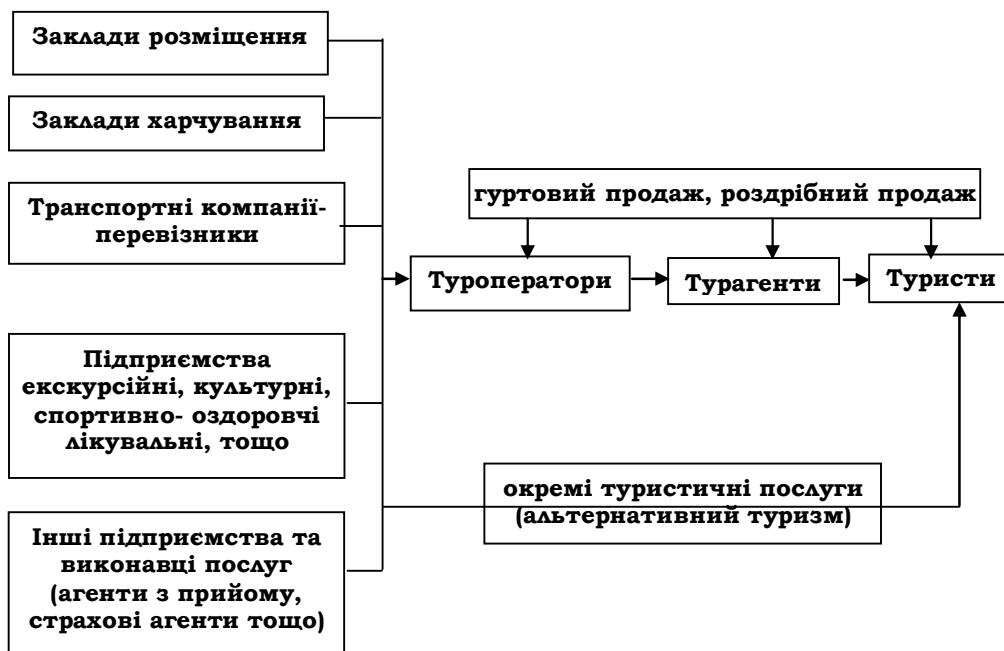 Заклади розміщення
Заклади харчування
Транспортні компанії-
перевізники
Підприємства
екскурсійні, культурні,
спортивно- оздоровчі
лікувальні, тощо
Інші підприємства та
виконавці послуг
(агенти з прийому,
страхові агенти тощо)
гуртовий продаж, роздрібний продаж
Туроператори
Турагенти
Туристи
окремі туристичні послуги
(альтернативний туризм)